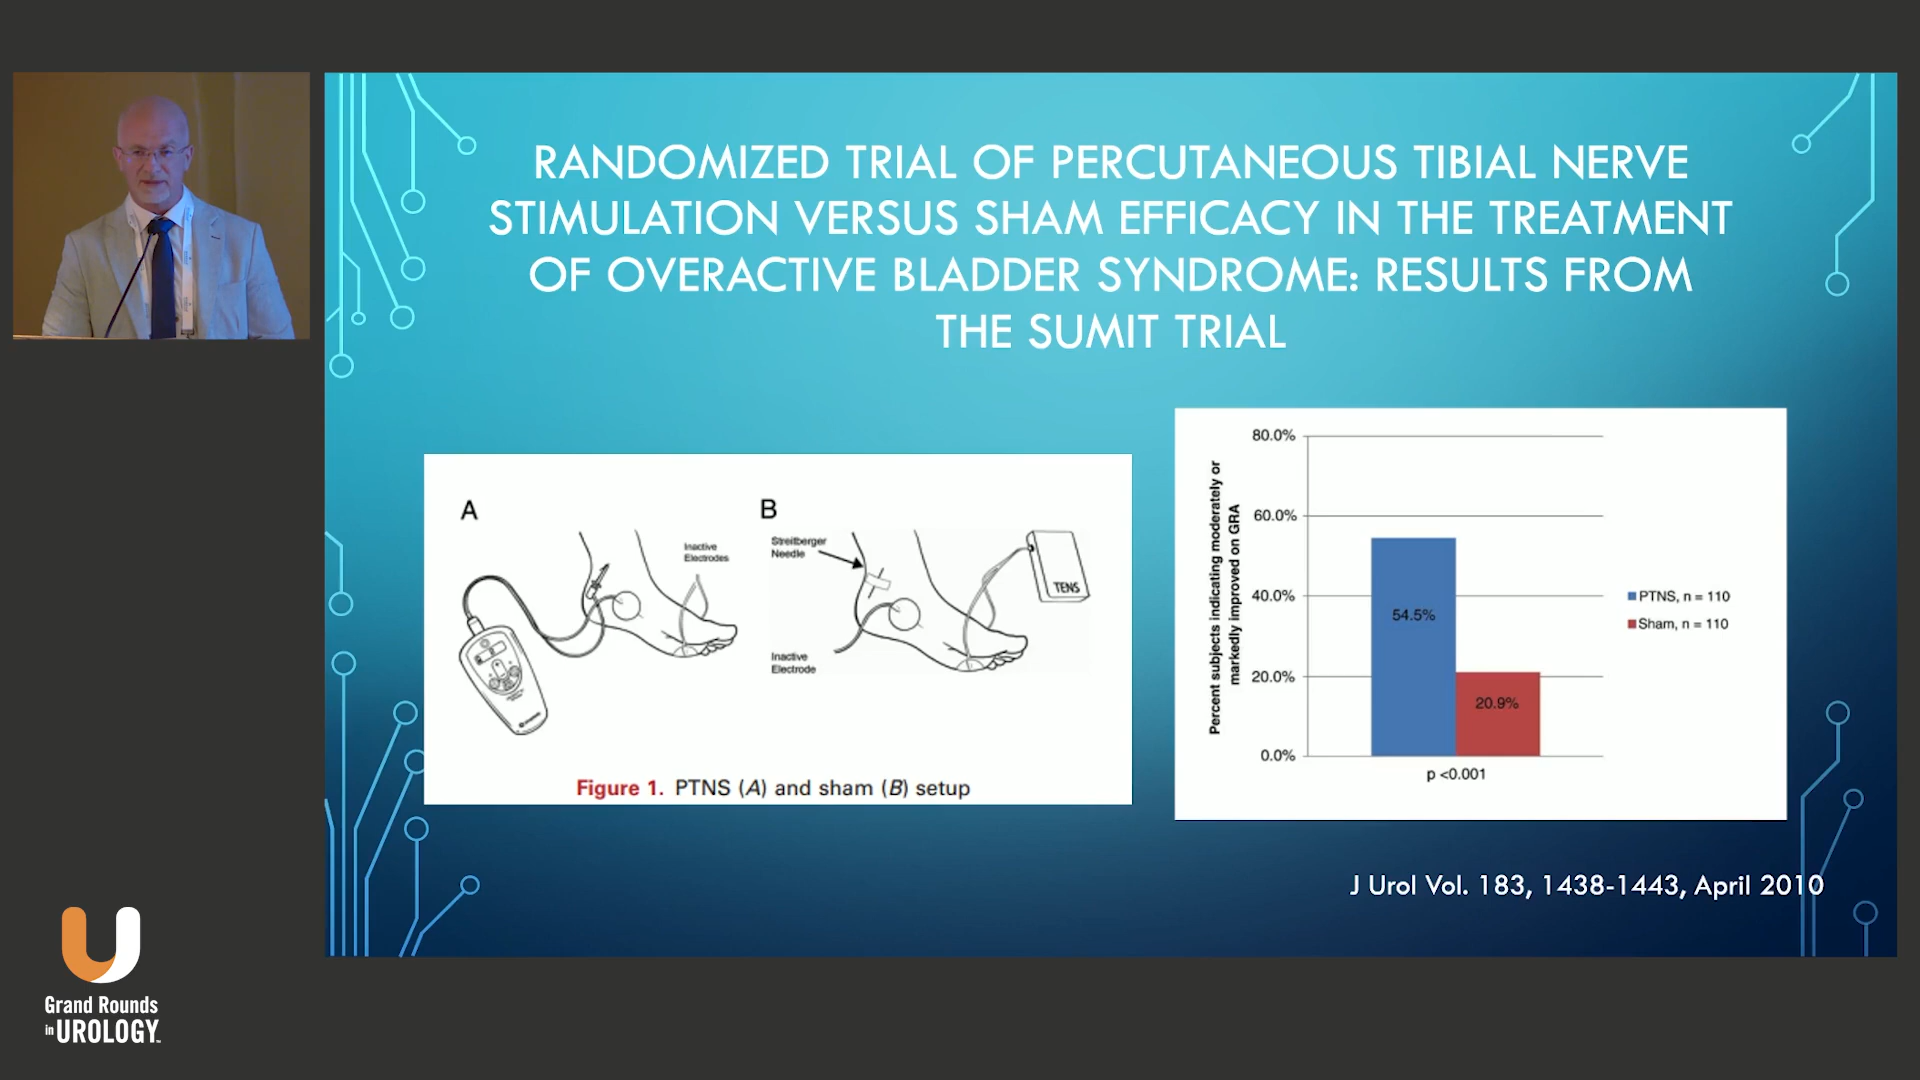 RANDOMIZED TRIAL OF PERCUTANEOUS TIBIAL NERVE
STIMULATION VERSUS SHAM EFFICACY IN THE TREATMENT
OF OVERACTIVE BLADDER SYNDROME: RESULTS FROM
THE SUMIT TRIAL
A
Inactive
Electrodes
B
Streitberger
Needle
TENS
Inactive
Electrode
Figure 1. PTNS (A) and sham (B) setup
Percent subjects indicating moderately or
markedly improved on GRA
80.0%
60.0%
40.0%
20.0%
0.0%
54.5%
20.9%
p <0.001
PTNS, n = 110
Sham, n = 110
J Urol Vol. 183, 1438-1443, April 2010
Grand Rounds
in UROLOGY™